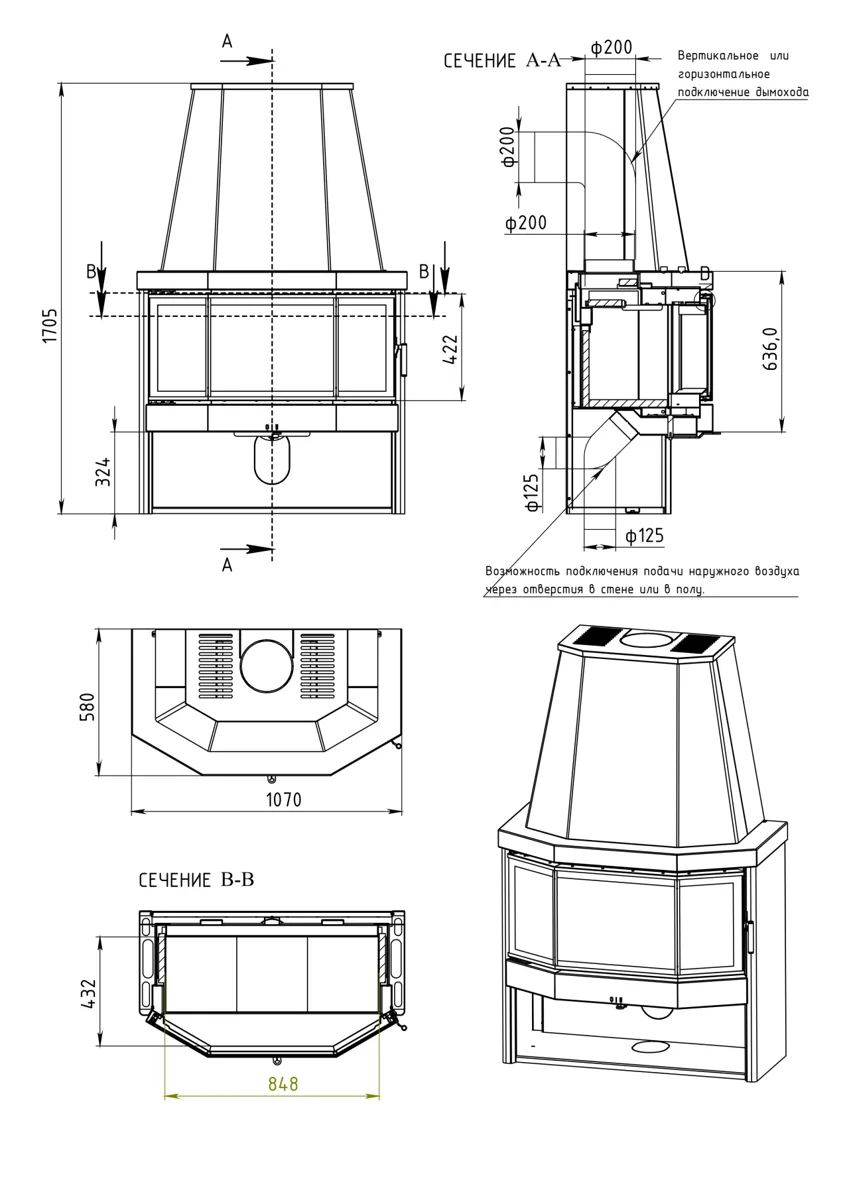 А
СЕЧЕНИЕ А-А
ф200
Вертикальное или
горизонтальное
подключение дымохода
ф200
ф200
В
В
D
1705
422
636,0
324
ф125
ф125
А
Возможность подключения подачи наружного воздуха
через отверстия в стене или в полу.
580
1070
СЕЧЕНИЕ В-В
432
848